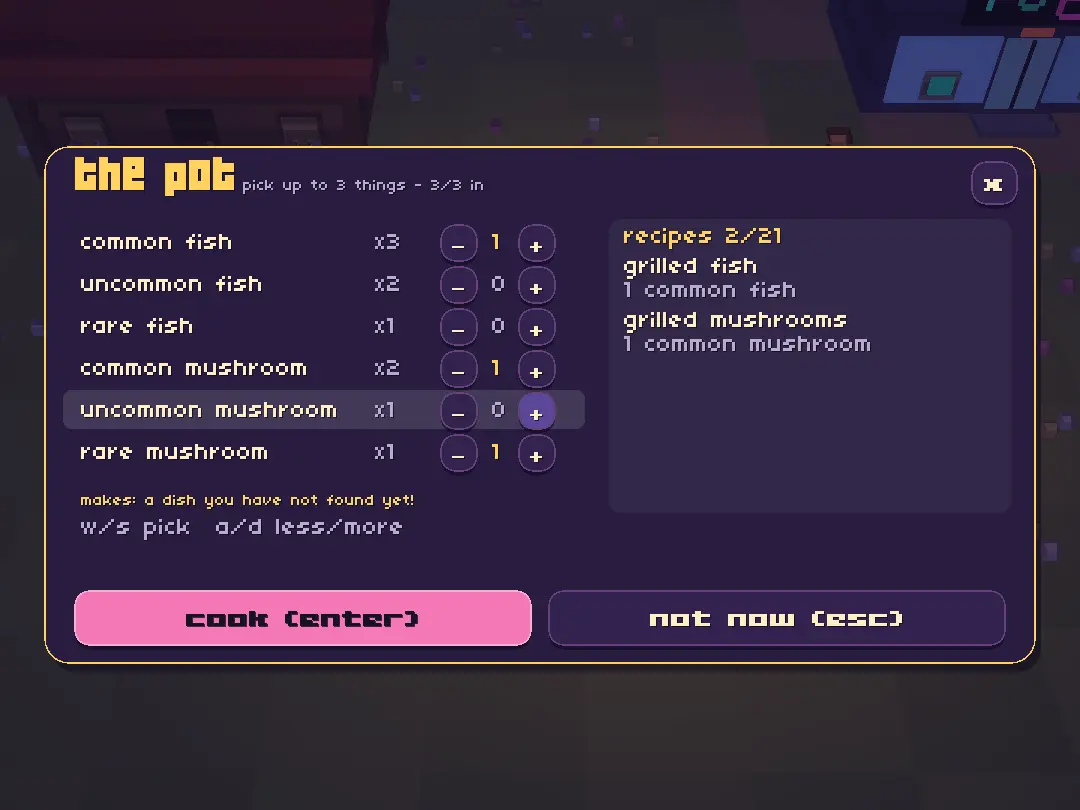 the pot pick up to 3 things - 3/3 in
x
common fish x3 - 1 +
uncommon fish x2 - 0 +
rare fish x1 - 0 +
common mushroom x2 - 1 +
uncommon mushroom x1 - 0 +
rare mushroom x1 - 1 +
makes: a dish you have not found yet!
w/s pick a/d less/more
recipes 2/21
grilled fish
1 common fish
grilled mushrooms
1 common mushroom
cook (enter)
not now (esc)